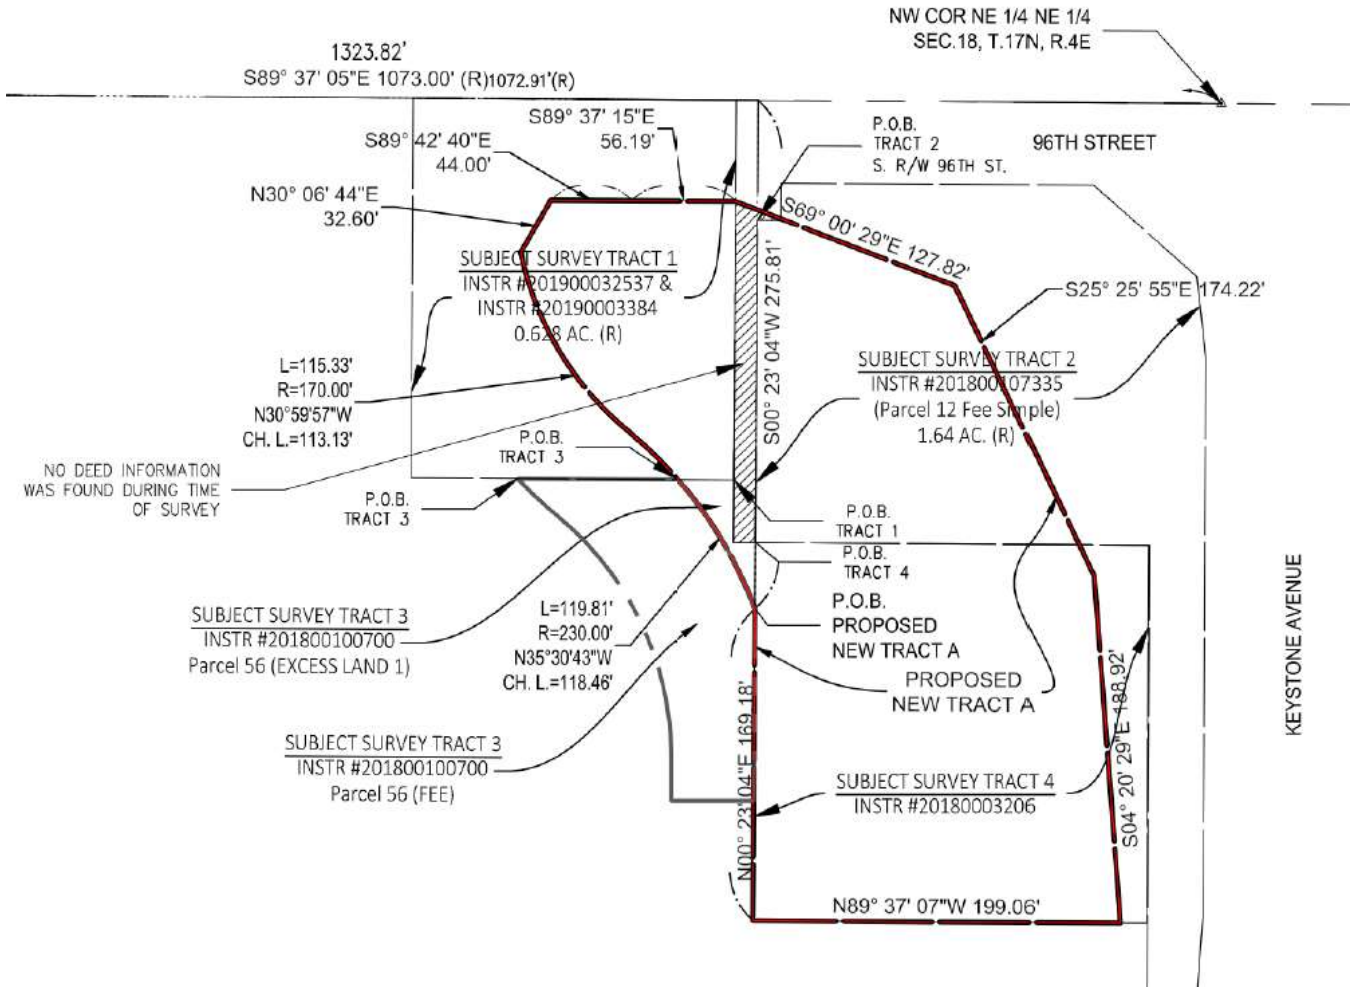 NW COR NE 1/4 NE 1/4
SEC.18, T.17N, R.4E
1323.82'
S89° 37' 05"E 1073.00' (R)1072.91'(R)
S89° 37' 15"E
56.19'
S89° 42' 40"E
44.00'
N30° 06' 44"E
32.60'
P.O.B.
TRACT 2
S. R/W 96TH ST.
96TH STREET
S69° 00' 29"E 127.82'
S25° 25' 55"E 174.22'
SUBJECT SURVEY TRACT 1
INSTR #201900032537 &
INSTR #20190003384
0.628 AC. (R)
S00° 23' 04"W 275.81'
SUBJECT SURVEY TRACT 2
INSTR #201800107335
(Parcel 12 Fee Simple)
1.64 AC. (R)
L=115.33'
R=170.00'
N30°59'57"W
CH. L.=113.13'
P.O.B.
TRACT 3
NO DEED INFORMATION
WAS FOUND DURING TIME
OF SURVEY
P.O.B.
TRACT 3
P.O.B.
TRACT 1
P.O.B.
TRACT 4
P.O.B.
PROPOSED
NEW TRACT A
SUBJECT SURVEY TRACT 3
INSTR #201800100700
Parcel 56 (EXCESS LAND 1)
L=119.81'
R=230.00'
N35°30'43"W
CH. L.=118.46'
PROPOSED
NEW TRACT A
KEYSTONE AVENUE
SUBJECT SURVEY TRACT 3
INSTR #201800100700
Parcel 56 (FEE)
N00° 23' 04"E 169.18'
SUBJECT SURVEY TRACT 4
INSTR #20180003206
S04° 20' 29"E 188.92'
N89° 37' 07"W 199.06'